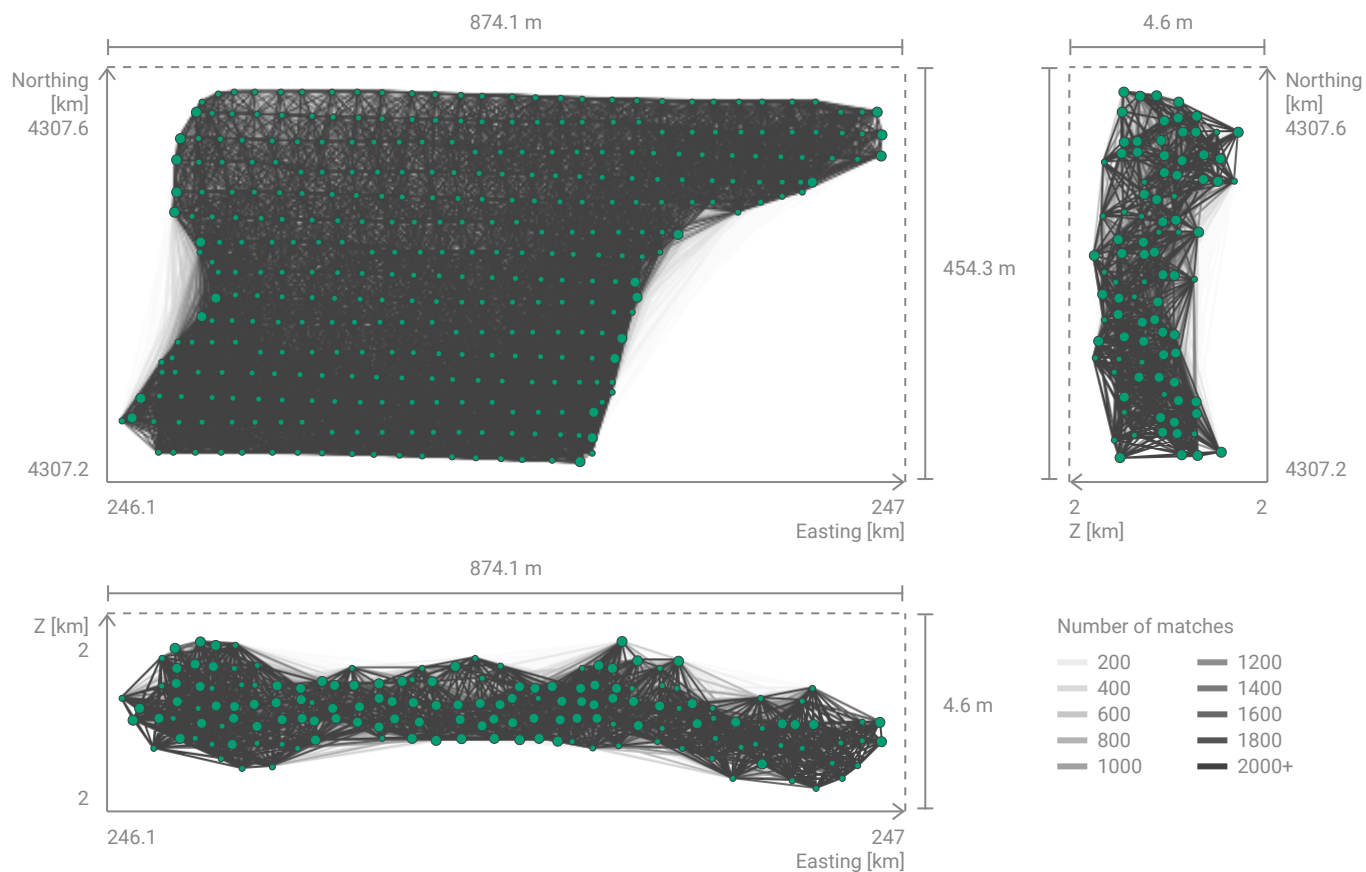 874.1 m
4.6 m
Northing
[km]
4307.6
4307.2
246.1
247
Easting [km]
454.3 m
Northing
[km]
4307.6
4307.2
2
2
Z [km]
874.1 m
Z [km]
2
2
246.1
247
Easting [km]
4.6 m
Number of matches
200
400
600
800
1000
1200
1400
1600
1800
2000+